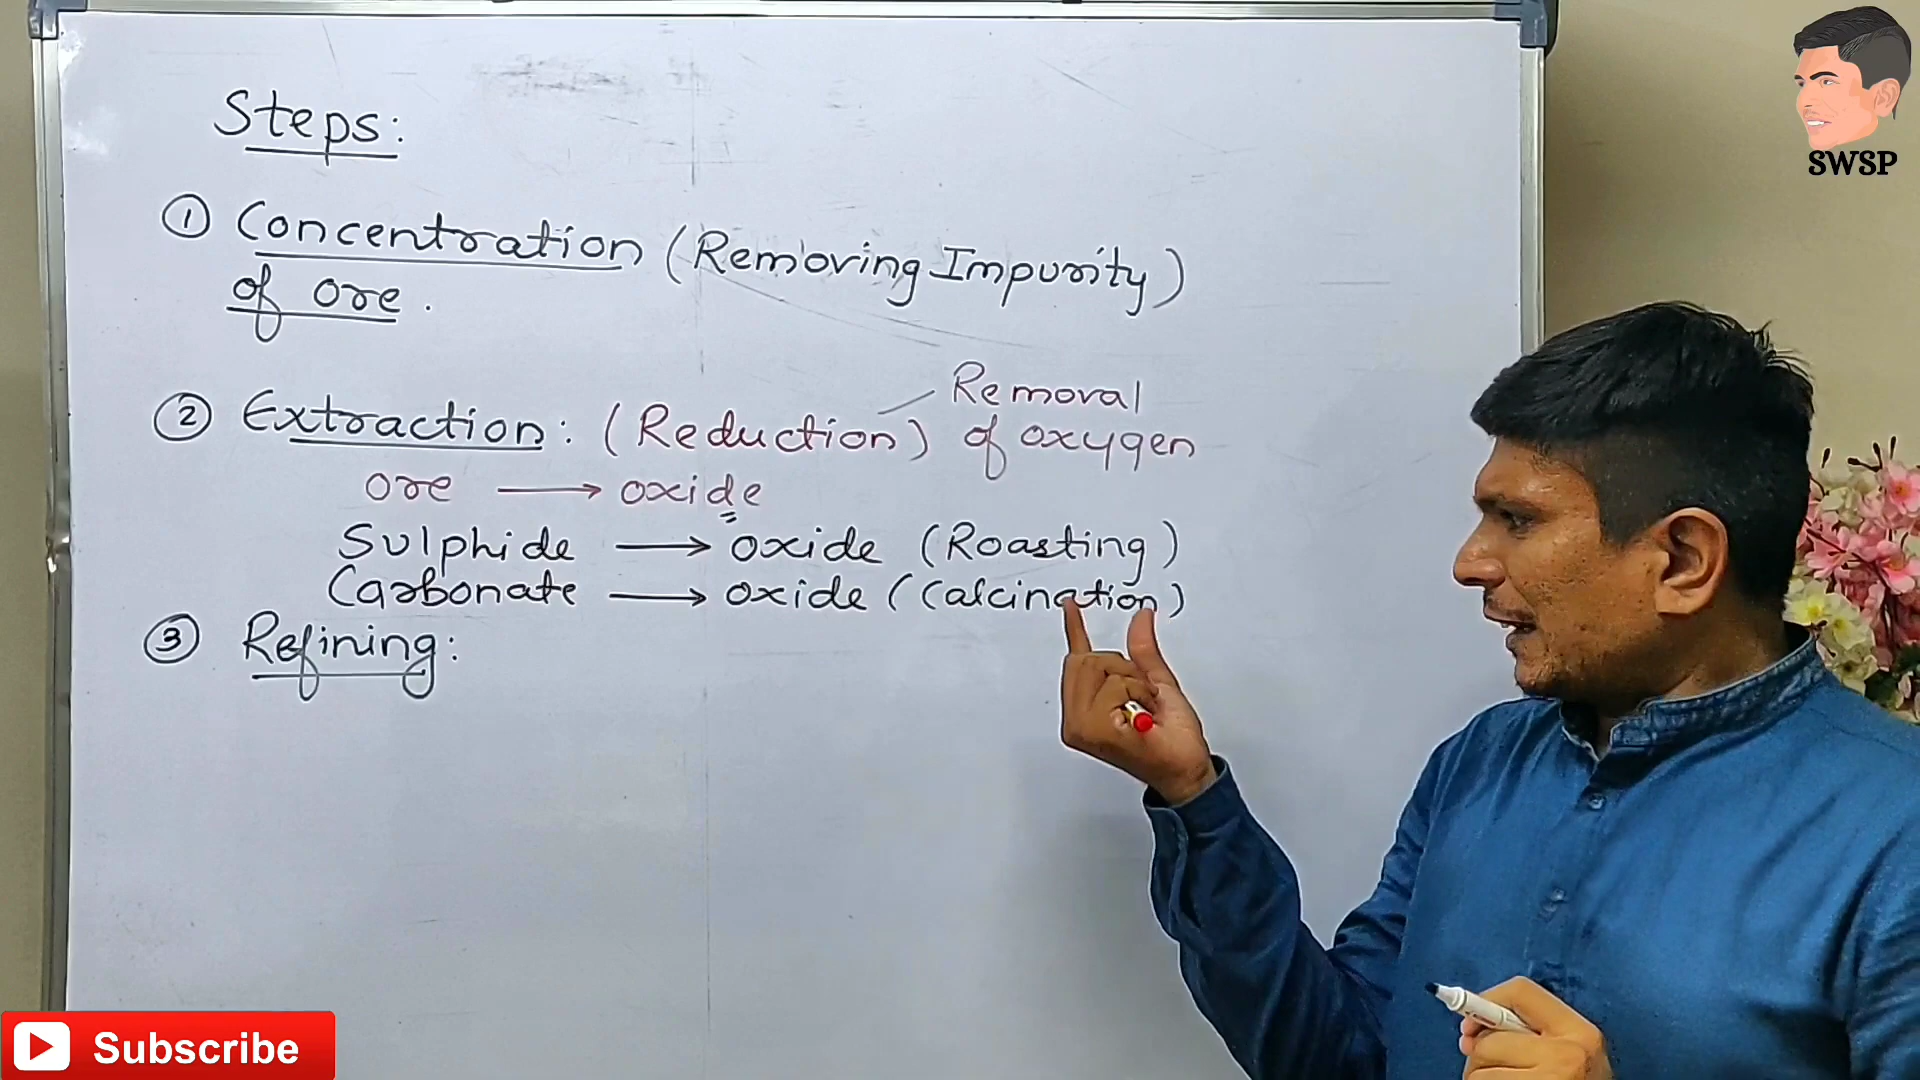 Steps:
① Concentration (Removing Impurity)
of ore.
② Extraction: (Reduction) Removal
of oxygen
ore → oxide
Sulphide → oxide (Roasting)
Carbonate → oxide (Calcination)
③ Refining:
SWSP
Subscribe